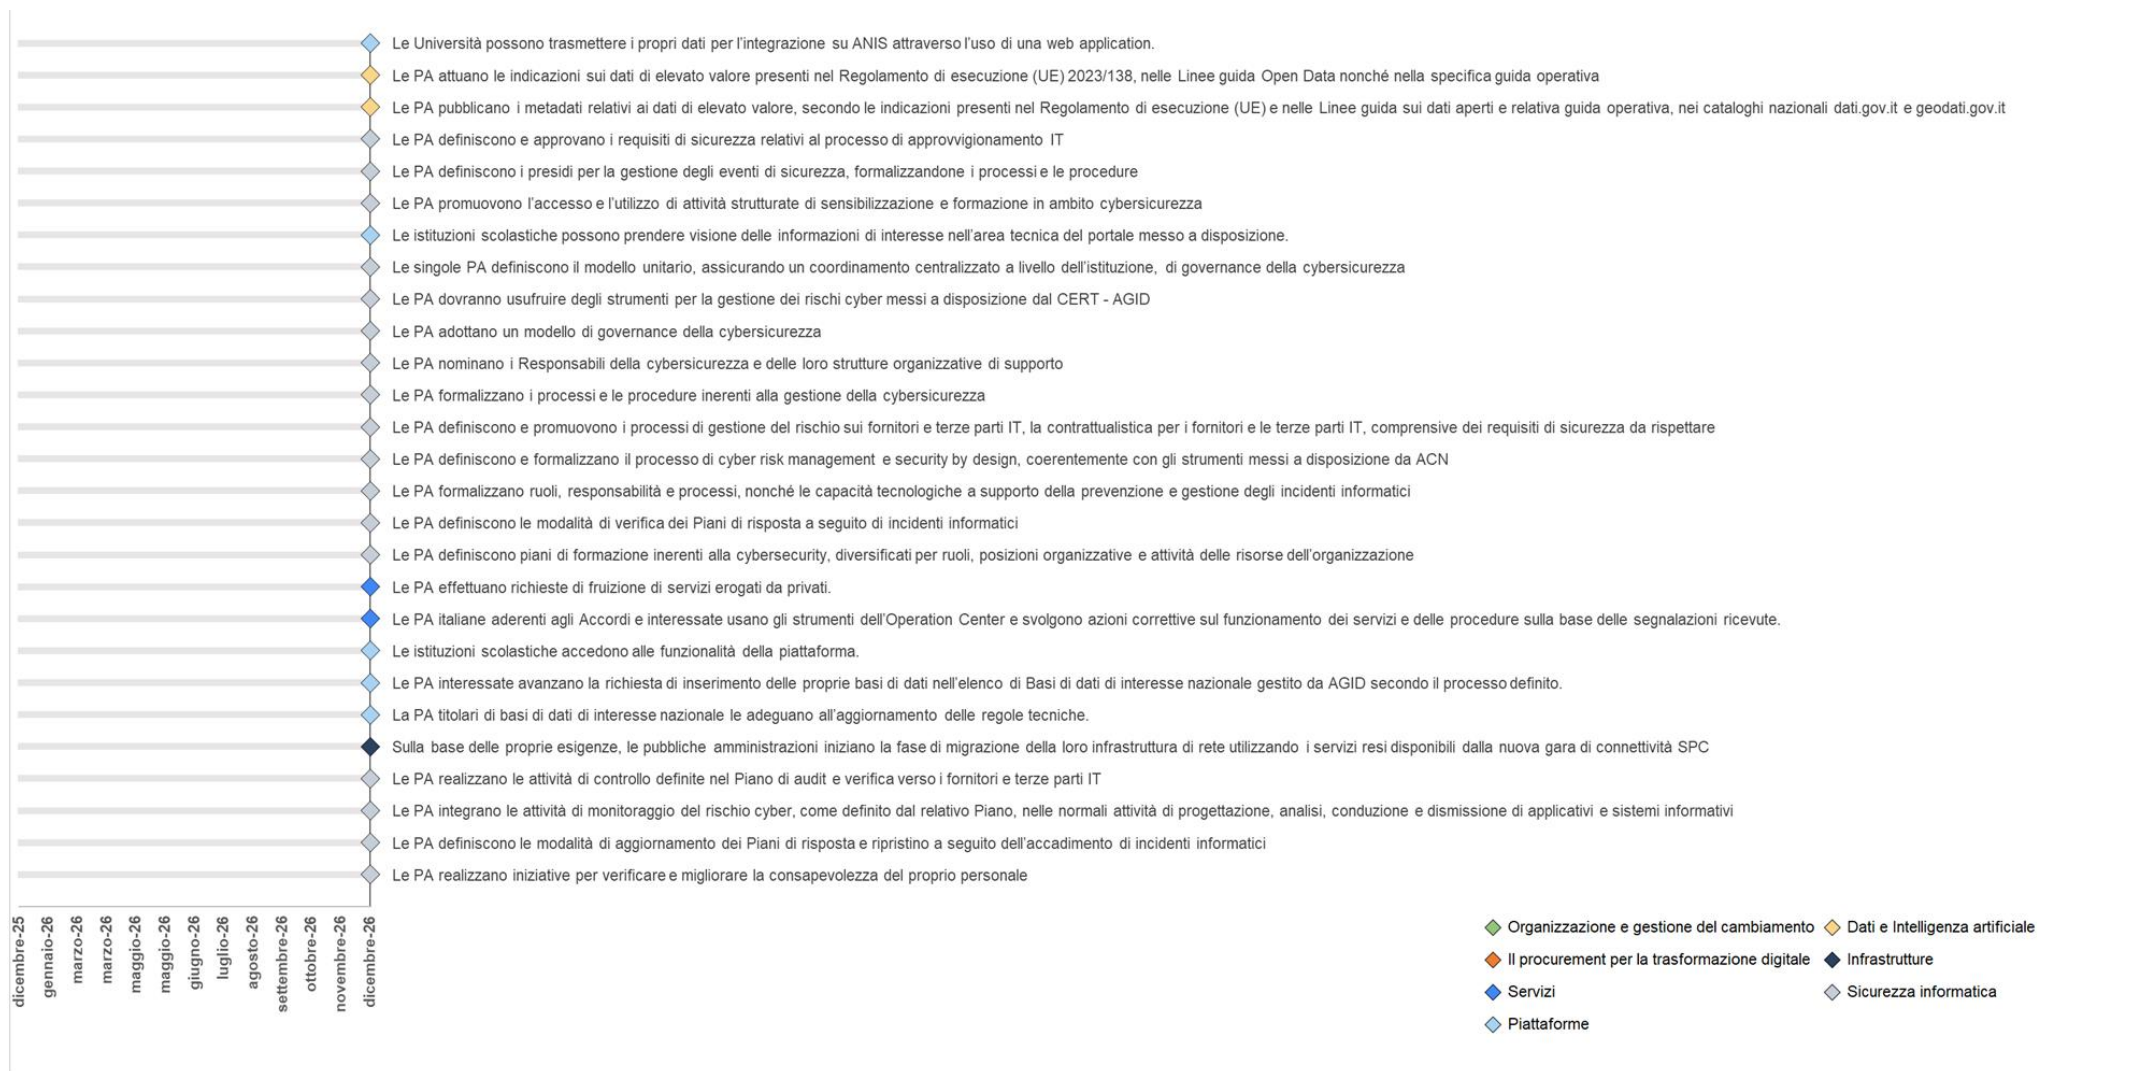 Le Università possono trasmettere i propri dati per l'integrazione su ANIS attraverso l'uso di una web application.
Le PA attuano le indicazioni sui dati di elevato valore presenti nel Regolamento di esecuzione (UE) 2023/138, nelle Linee guida Open Data nonché nella specifica guida operativa
Le PA pubblicano i metadati relativi ai dati di elevato valore, secondo le indicazioni presenti nel Regolamento di esecuzione (UE) e nelle Linee guida sui dati aperti e relativa guida operativa, nei cataloghi nazionali dati.gov.it e geodati.gov.it
Le PA definiscono e approvano i requisiti di sicurezza relativi al processo di approvvigionamento IT
Le PA definiscono i presidi per la gestione degli eventi di sicurezza, formalizzandone i processi e le procedure
Le PA promuovono l'accesso e l'utilizzo di attività strutturate di sensibilizzazione e formazione in ambito cybersicurezza
Le istituzioni scolastiche possono prendere visione delle informazioni di interesse nell'area tecnica del portale messo a disposizione.
Le singole PA definiscono il modello unitario, assicurando un coordinamento centralizzato a livello dell'istituzione, di governance della cybersicurezza
Le PA dovranno usufruire degli strumenti per la gestione dei rischi cyber messi a disposizione dal CERT - AGID
Le PA adottano un modello di governance della cybersicurezza
Le PA nominano i Responsabili della cybersicurezza e delle loro strutture organizzative di supporto
Le PA formalizzano i processi e le procedure inerenti alla gestione della cybersicurezza
Le PA definiscono e promuovono i processi di gestione del rischio sui fornitori e terze parti IT, la contrattualistica per i fornitori e le terze parti IT, comprensive dei requisiti di sicurezza da rispettare
Le PA definiscono e formalizzano il processo di cyber risk management e security by design, coerentemente con gli strumenti messi a disposizione da ACN
Le PA formalizzano ruoli, responsabilità e processi, nonché le capacità tecnologiche a supporto della prevenzione e gestione degli incidenti informatici
Le PA definiscono le modalità di verifica dei Piani di risposta a seguito di incidenti informatici
Le PA definiscono piani di formazione inerenti alla cybersecurity, diversificati per ruoli, posizioni organizzative e attività delle risorse dell'organizzazione
Le PA effettuano richieste di fruizione di servizi erogati da privati.
Le PA italiane aderenti agli Accordi e interessate usano gli strumenti dell'Operation Center e svolgono azioni correttive sul funzionamento dei servizi e delle procedure sulla base delle segnalazioni ricevute.
Le istituzioni scolastiche accedono alle funzionalità della piattaforma.
Le PA interessate avanzano la richiesta di inserimento delle proprie basi di dati nell'elenco di Basi di dati di interesse nazionale gestito da AGID secondo il processo definito.
La PA titolari di basi di dati di interesse nazionale le adeguano all'aggiornamento delle regole tecniche.
Sulla base delle proprie esigenze, le pubbliche amministrazioni iniziano la fase di migrazione della loro infrastruttura di rete utilizzando i servizi resi disponibili dalla nuova gara di connettività SPC
Le PA realizzano le attività di controllo definite nel Piano di audit e verifica verso i fornitori e terze parti IT
Le PA integrano le attività di monitoraggio del rischio cyber, come definito dal relativo Piano, nelle normali attività di progettazione, analisi, conduzione e dismissione di applicativi e sistemi informativi
Le PA definiscono le modalità di aggiornamento dei Piani di risposta e ripristino a seguito dell'accadimento di incidenti informatici
Le PA realizzano iniziative per verificare e migliorare la consapevolezza del proprio personale
dicembre-25
gennaio-26
marzo-26
marzo-26
maggio-26
maggio-26
giugno-26
luglio-26
agosto-26
settembre-26
ottobre-26
novembre-26
dicembre-26
Organizzazione e gestione del cambiamento
Dati e Intelligenza artificiale
Il procurement per la trasformazione digitale
Infrastrutture
Servizi
Sicurezza informatica
Piattaforme